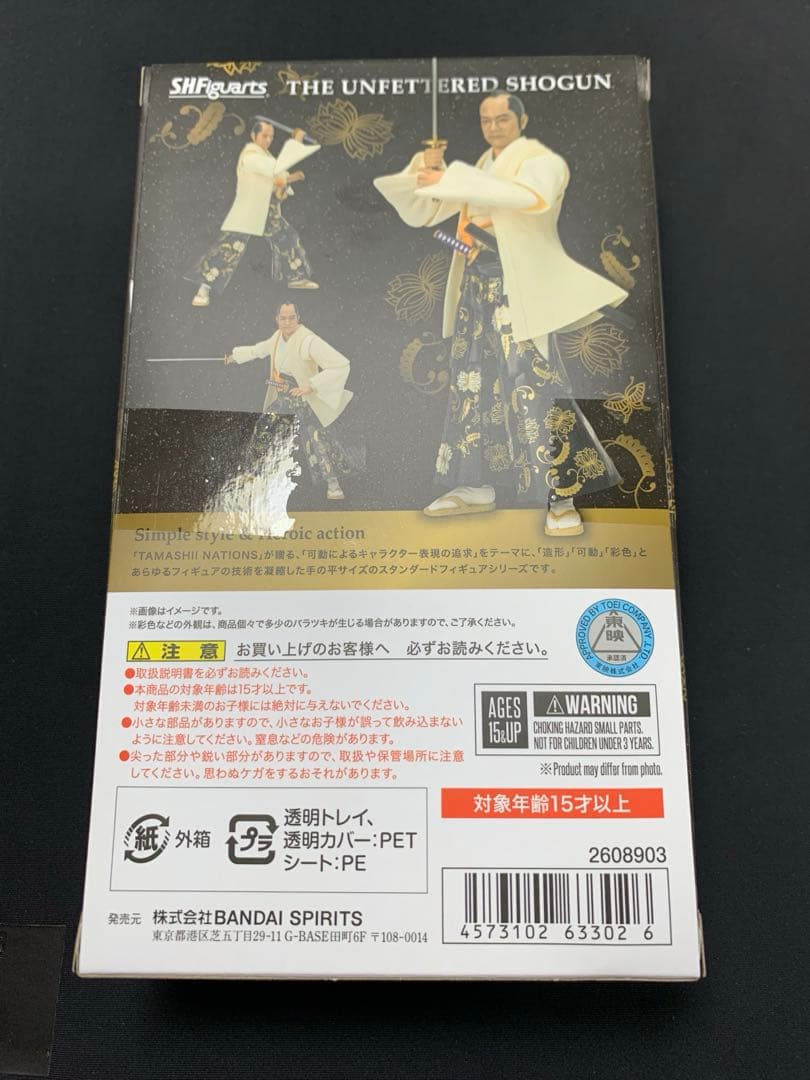 S.H.Figuarts THE UNFETTERED SHOGUN
Simple style & Heroic action
「TAMASHII NATIONS」が贈る、「可動によるキャラクター表現の追求」をテーマに、「造形」「可動」「彩色」と
あらゆるフィギュアの技術を凝縮した手の平サイズのスタンダードフィギュアシリーズです。
※画像はイメージです。
※彩色などの外観は、商品個々で多少のバラツキが生じる場合がありますので、ご了承ください。
APPROVED BY TOEI COMPANY, LTD.
東映
承認済
東映株式会社
注意 お買い上げのお客様へ 必ずお読みください。
●取扱説明書を必ずお読みください。
●本商品の対象年齢は15才以上です。
対象年齢未満のお子様には絶対に与えないでください。
●小さな部品がありますので、小さなお子様が誤って飲み込まない
ように注意してください。窒息などの危険があります。
●尖った部分や鋭い部分がありますので、取扱や保管場所に注意
してください。思わぬケガをするおそれがあります。
AGES
15&UP
WARNING
CHOKING HAZARD SMALL PARTS.
NOT FOR CHILDREN UNDER 3 YEARS.
※Product may differ from photo.
対象年齢15才以上
紙 外箱
プラ 透明トレイ、
透明カバー：PET
シート：PE
2608903
4573102 633026
発売元 株式会社BANDAI SPIRITS
東京都港区芝五丁目29-11 G-BASE田町6F 〒108-0014